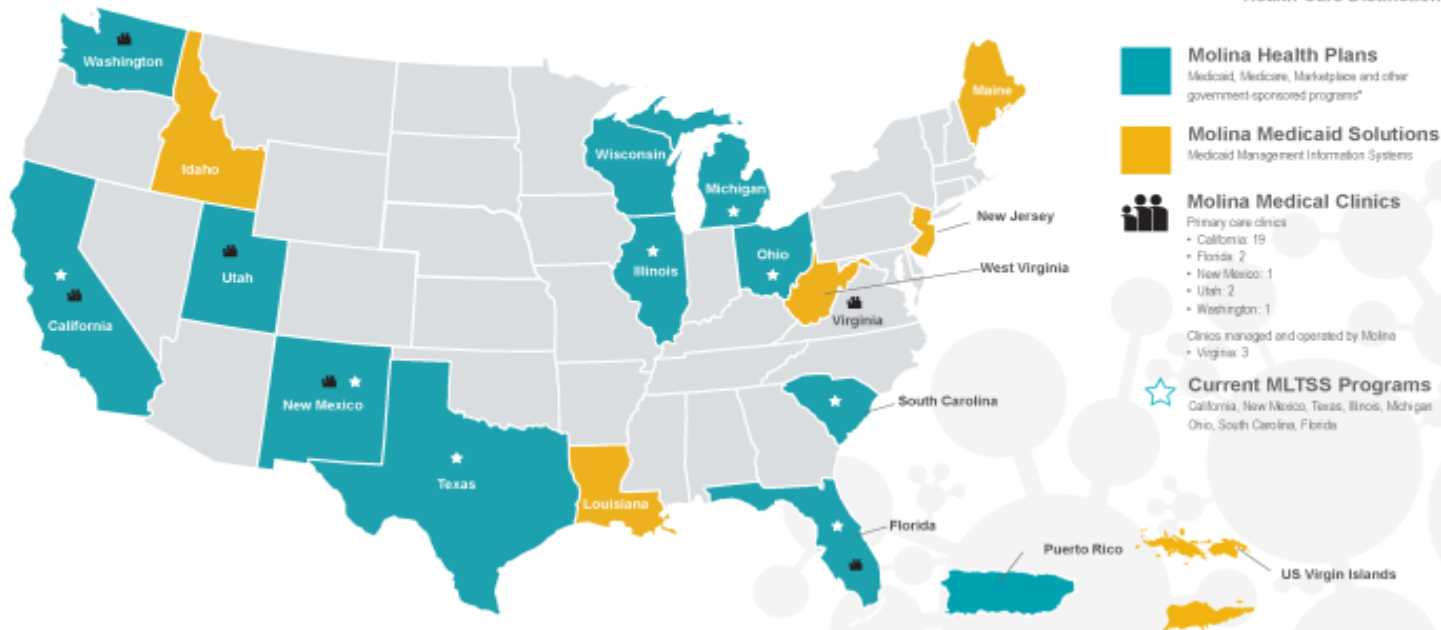 Health Care Distinction
Washington
Idaho
Utah
California
New Mexico
Texas
Wisconsin
Michigan
Illinois
Ohio
Maine
New Jersey
West Virginia
Virginia
South Carolina
Louisiana
Florida
Puerto Rico
US Virgin Islands
Molina Health Plans
Medicaid, Medicare, Marketplace and other
government-sponsored programs*
Molina Medicaid Solutions
Medicaid Management Information Systems
Molina Medical Clinics
Primary care clinics
• California: 19
• Florida: 2
• New Mexico: 1
• Utah: 2
• Washington: 1
Clinics managed and operated by Molina
• Virginia: 3
Current MLTSS Programs
California, New Mexico, Texas, Illinois, Michigan
Ohio, South Carolina, Florida